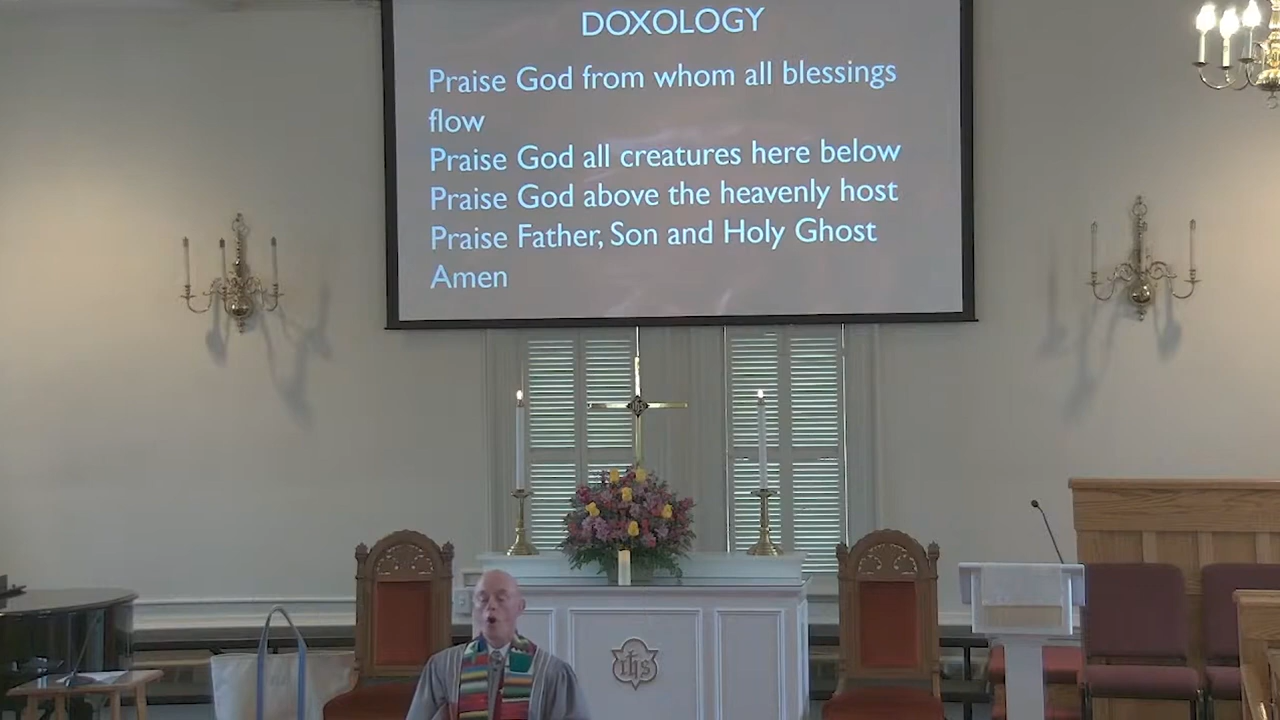 DOXOLOGY
Praise God from whom all blessings
flow
Praise God all creatures here below
Praise God above the heavenly host
Praise Father, Son and Holy Ghost
Amen
ihs